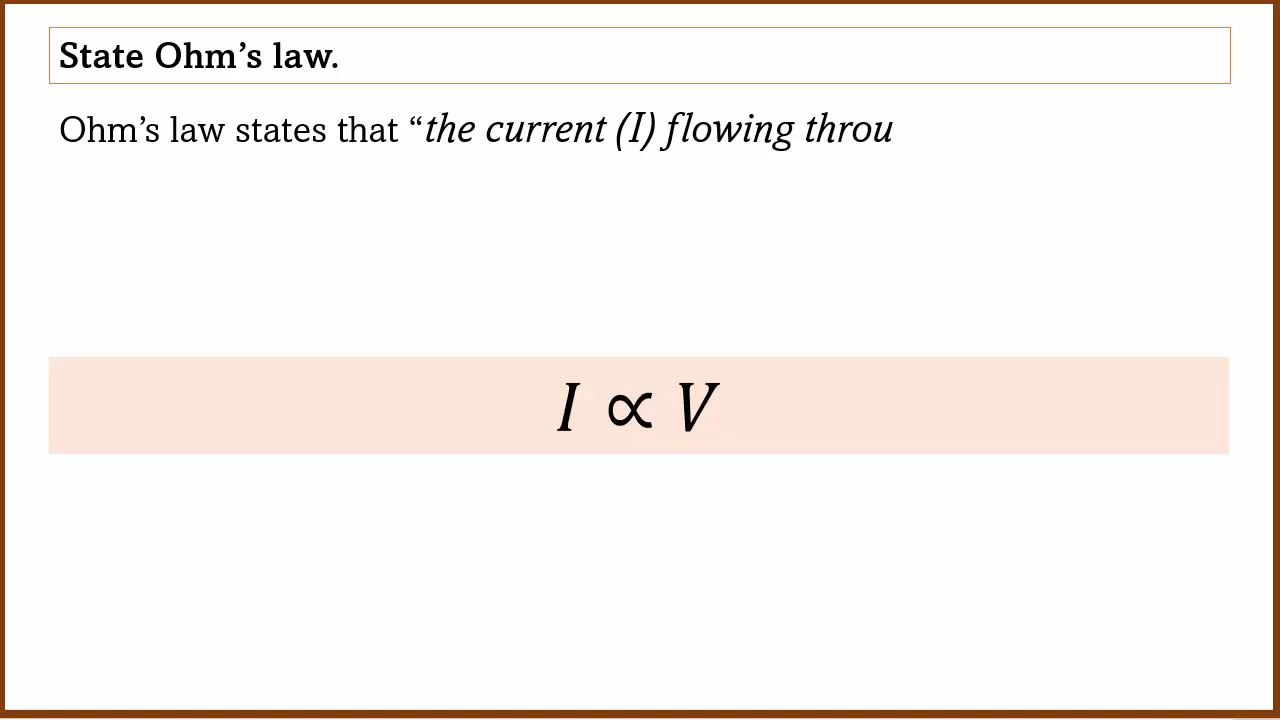 State Ohm’s law.
Ohm’s law states that “the current (I) flowing throu
I ∝ V